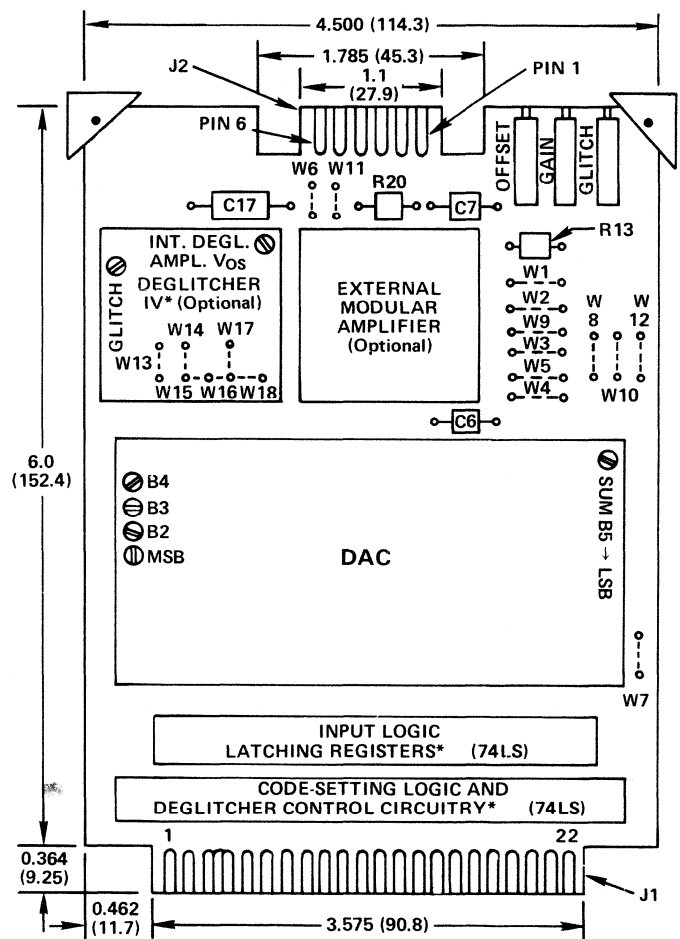 4.500 (114.3)
1.785 (45.3)
1.1
(27.9)
J2
PIN 1
PIN 6
OFFSET
GAIN
GLITCH
W6 W11
R20
C17
C7
R13
INT. DEGL.
AMPL. VOS
DEGLITCHER
IV* (Optional)
GLITCH
W14 W17
W13
W15 W16 W18
EXTERNAL
MODULAR
AMPLIFIER
(Optional)
W1
W2
W9
W3
W5
W4
W W
8 12
W10
C6
6.0
(152.4)
B4
B3
B2
MSB
DAC
SUM B5 → LSB
W7
INPUT LOGIC
LATCHING REGISTERS* (74LS)
CODE-SETTING LOGIC AND
DEGLITCHER CONTROL CIRCUITRY* (74LS)
1 22
0.364
(9.25)
J1
0.462
(11.7)
3.575 (90.8)